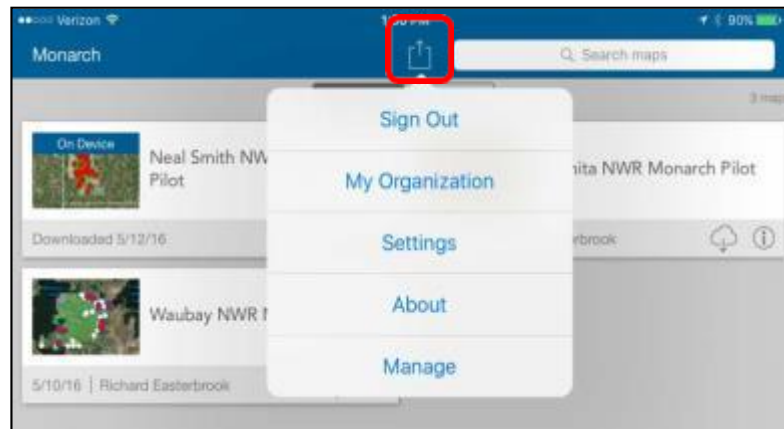 Verizon
90%
Monarch
Search maps
Sign Out
My Organization
Settings
About
Manage
On Device
Neal Smith NW
Pilot
Downloaded 5/12/16
ita NWR Monarch Pilot
Waubay NWR
5/10/16 | Richard Easterbrook